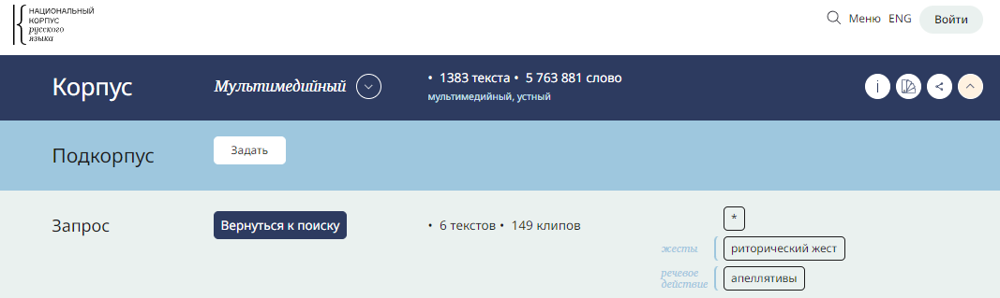 НАЦИОНАЛЬНЫЙ
КОРПУС
русского
языка
Меню ENG Войти
Корпус Мультимедийный • 1383 текста • 5 763 881 слово
мультимедийный, устный
Подкорпус Задать
Запрос Вернуться к поиску • 6 текстов • 149 клипов
*
жесты риторический жест
речевое
действие апеллятивы